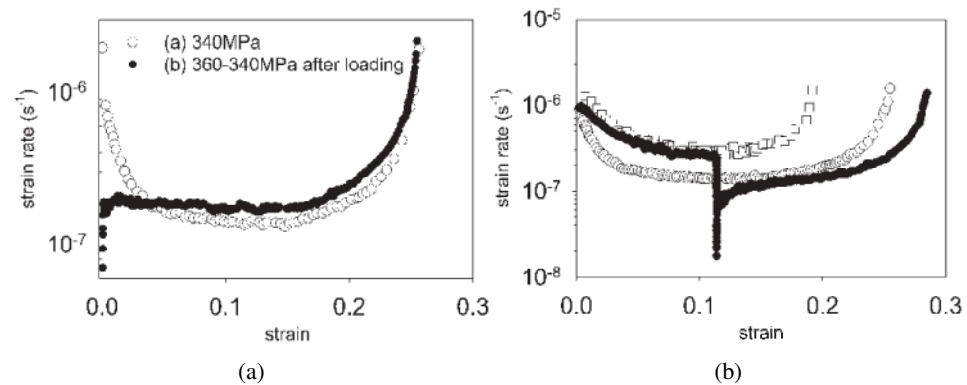 (a) 340MPa
(b) 360-340MPa after loading
strain rate (s⁻¹)
10⁻⁶
10⁻⁷
0.0 0.1 0.2 0.3
strain
(a)
strain rate (s⁻¹)
10⁻⁵
10⁻⁶
10⁻⁷
10⁻⁸
0.0 0.1 0.2 0.3
strain
(b)